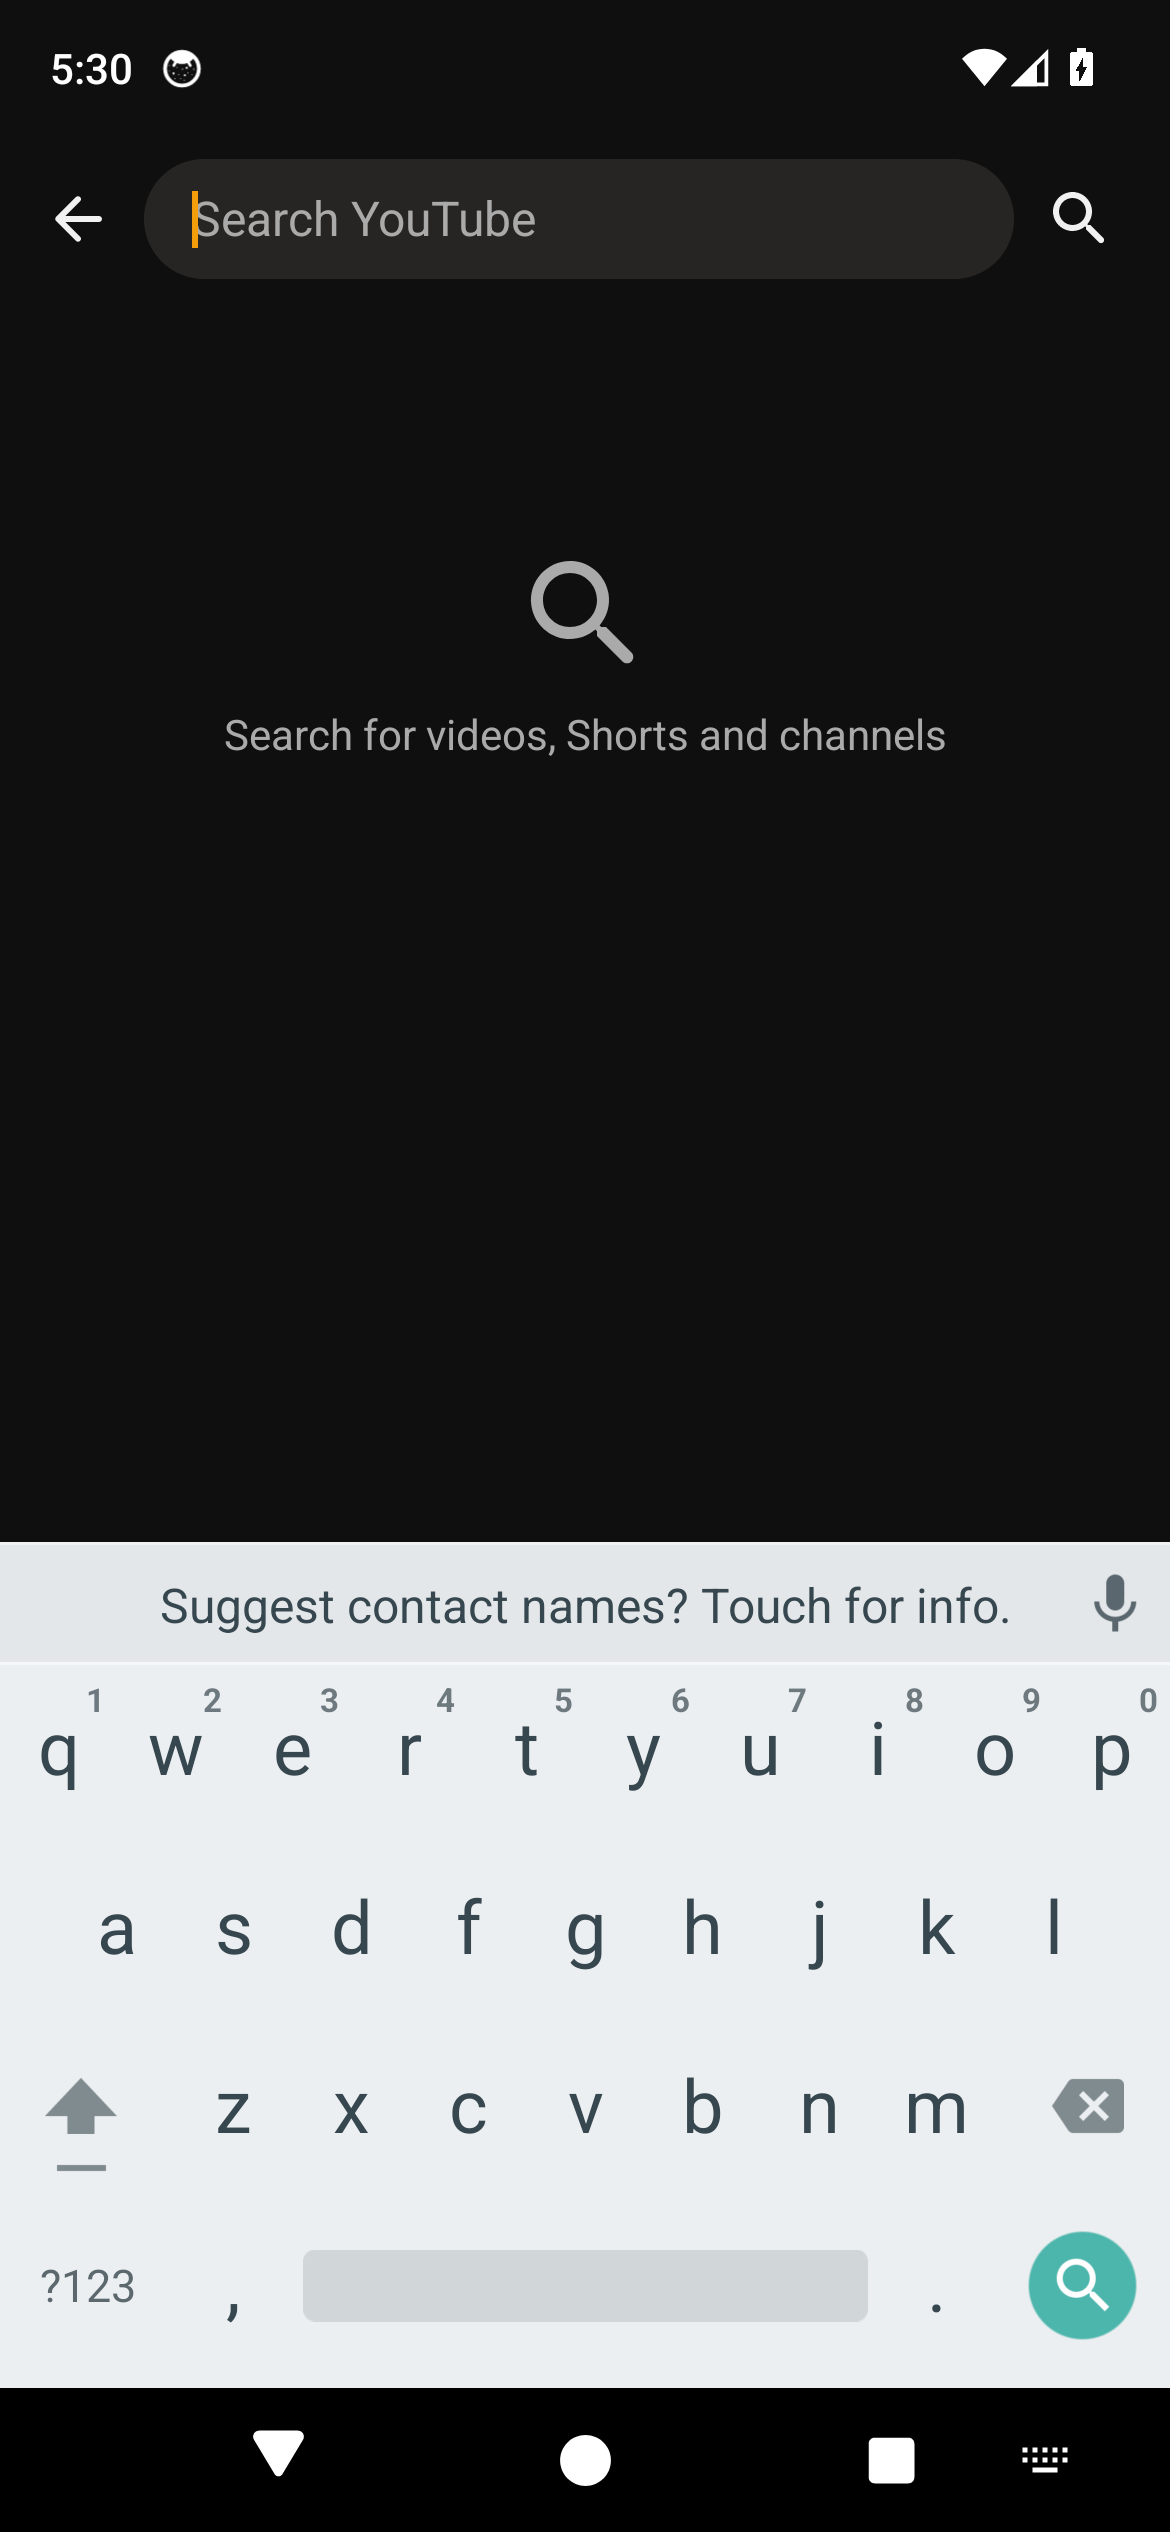 5:30
Search YouTube
Search for videos, Shorts and channels
Suggest contact names? Touch for info.
1 2 3 4 5 6 7 8 9 0
q w e r t y u i o p
a s d f g h j k l
z x c v b n m
?123 , .